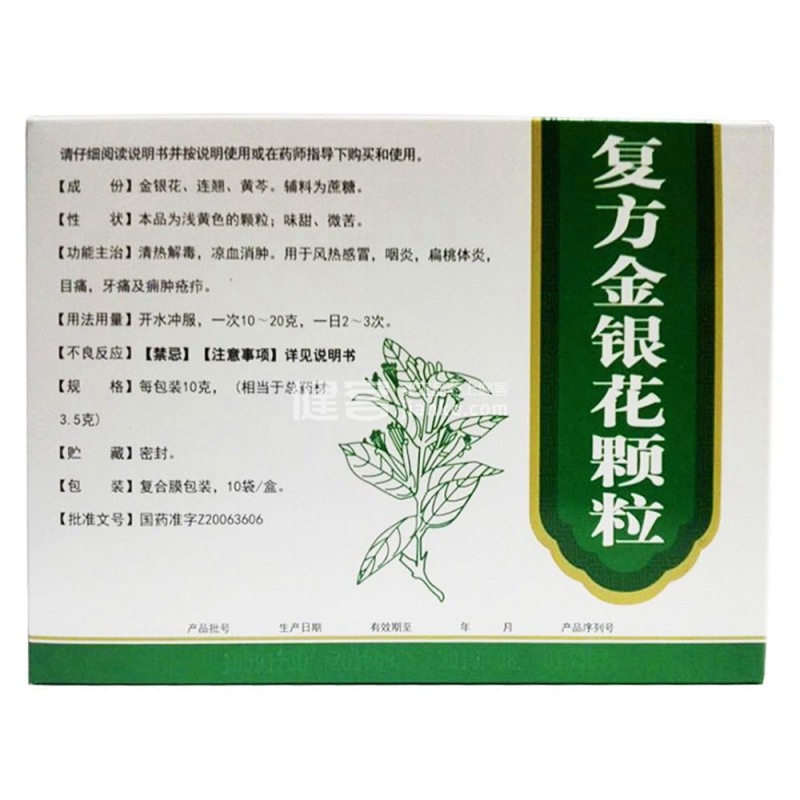 请仔细阅读说明书并按说明使用或在药师指导下购买和使用。
【成　份】金银花、连翘、黄芩。辅料为蔗糖。
【性　状】本品为浅黄色的颗粒；味甜、微苦。
【功能主治】清热解毒，凉血消肿。用于风热感冒，咽炎，扁桃体炎，
目痛，牙痛及痈肿疮疖。
【用法用量】开水冲服，一次10～20克，一日2～3次。
【不良反应】【禁忌】【注意事项】详见说明书
【规　格】每包装10克，（相当于总药材
3.5克）
【贮　藏】密封。
【包　装】复合膜包装，10袋/盒。
【批准文号】国药准字Z20063606
产品批号　生产日期　有效期至　年　月　产品序列号
复方金银花颗粒
健客